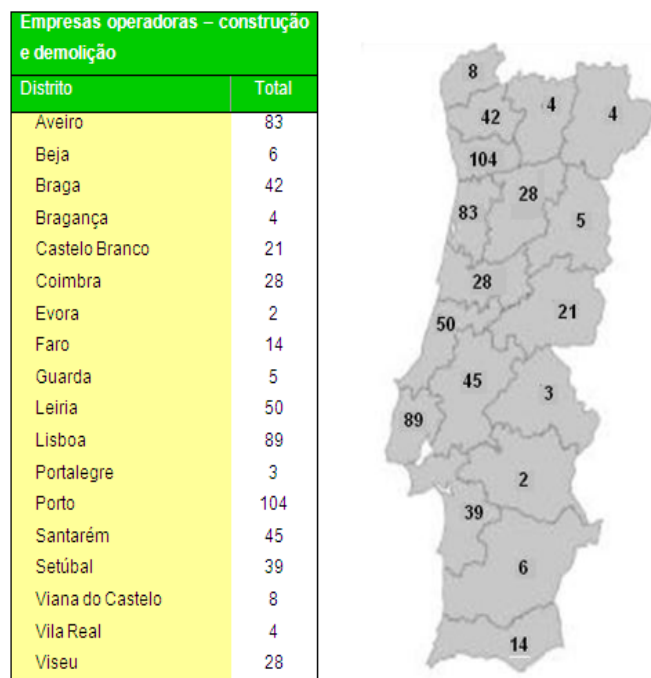 Empresas operadoras – construção
e demolição
Distrito Total
Aveiro 83
Beja 6
Braga 42
Bragança 4
Castelo Branco 21
Coimbra 28
Evora 2
Faro 14
Guarda 5
Leiria 50
Lisboa 89
Portalegre 3
Porto 104
Santarém 45
Setúbal 39
Viana do Castelo 8
Vila Real 4
Viseu 28
8
4
4
42
104
28
83
5
28
21
50
45
3
89
2
39
6
14